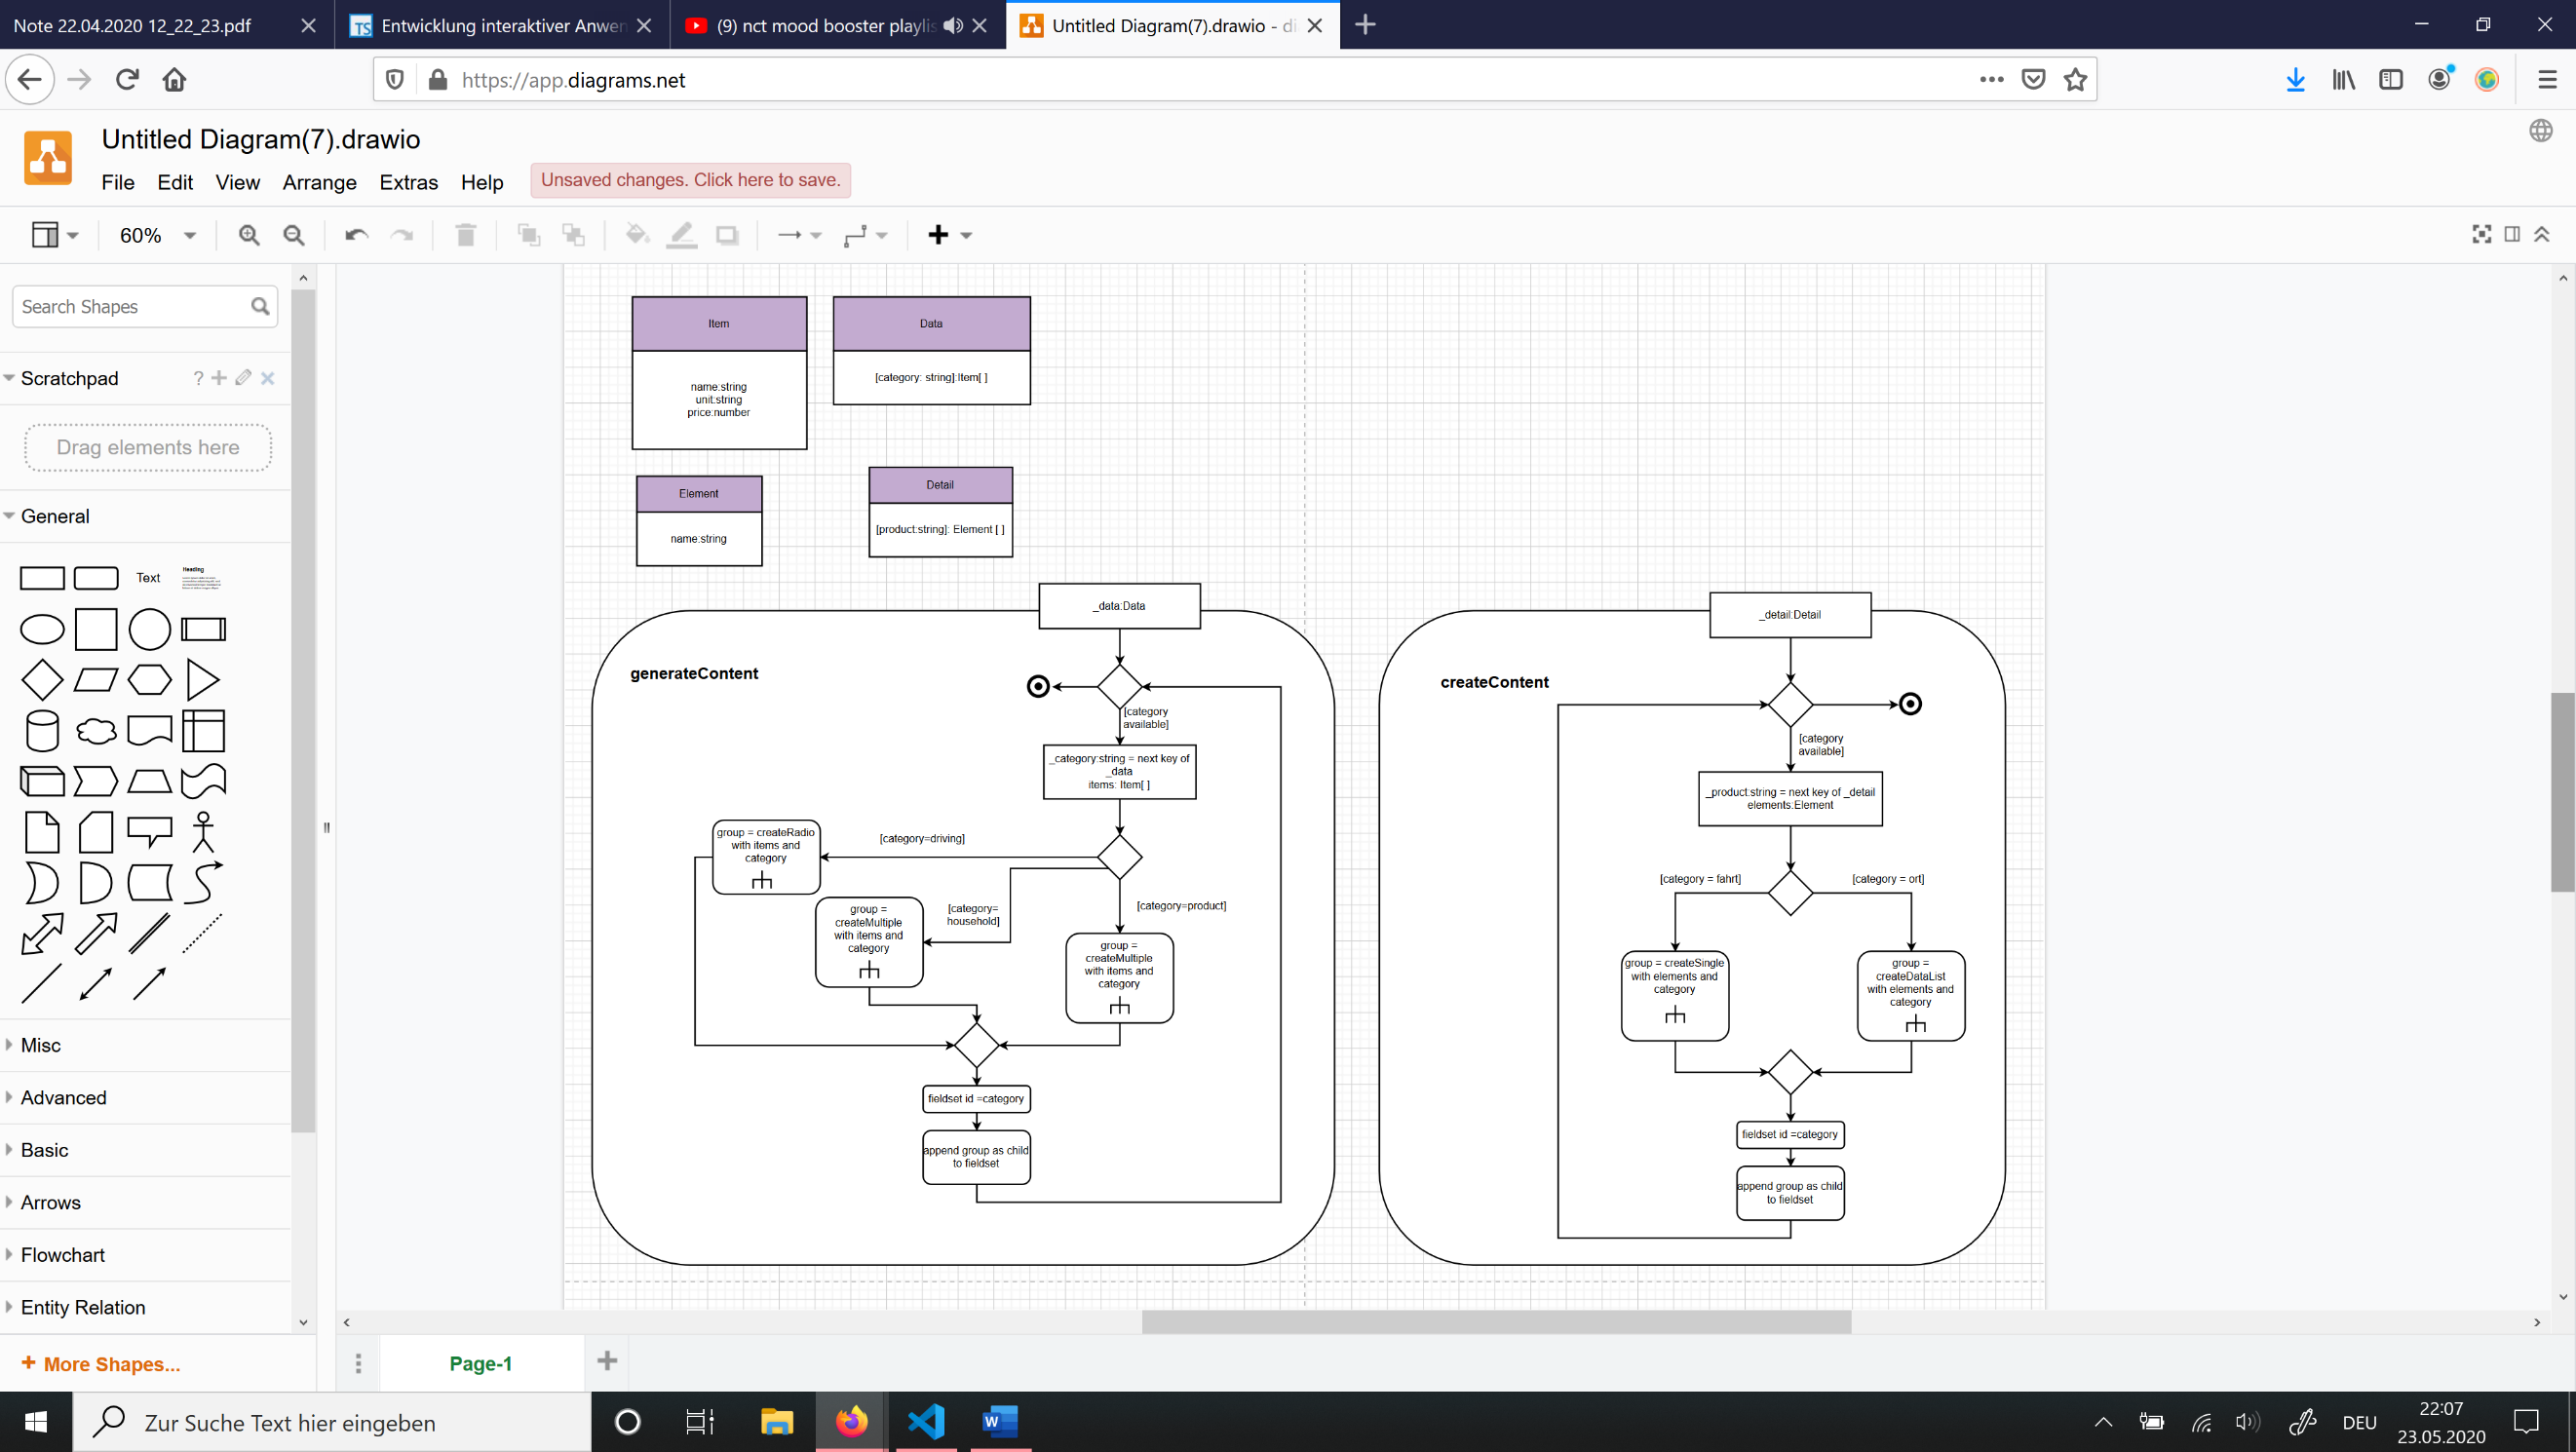 Note 22.04.2020 12_22_23.pdf
Entwicklung interaktiver Anwen
(9) nct mood booster playlis
Untitled Diagram(7).drawio - di
https://app.diagrams.net
Untitled Diagram(7).drawio
File Edit View Arrange Extras Help
Unsaved changes. Click here to save.
60%
Search Shapes
Scratchpad
?
Drag elements here
General
Text
Heading
Misc
Advanced
Basic
Arrows
Flowchart
Entity Relation
+ More Shapes...
Item
name:string
unit:string
price:number
Data
[category: string]:Item[ ]
Element
name:string
Detail
[product:string]: Element [ ]
_data:Data
generateContent
[category
available]
_category:string = next key of
_data
items: Item[ ]
[category=driving]
group = createRadio
with items and
category
[category=
household]
group =
createMultiple
with items and
category
[category=product]
group =
createMultiple
with items and
category
fieldset id =category
append group as child
to fieldset
_detail:Detail
createContent
[category
available]
_product:string = next key of _detail
elements:Element
[category = fahrt]
[category = ort]
group = createSingle
with elements and
category
group =
createDataList
with elements and
category
fieldset id =category
append group as child
to fieldset
Page-1
Zur Suche Text hier eingeben
DEU
22:07
23.05.2020